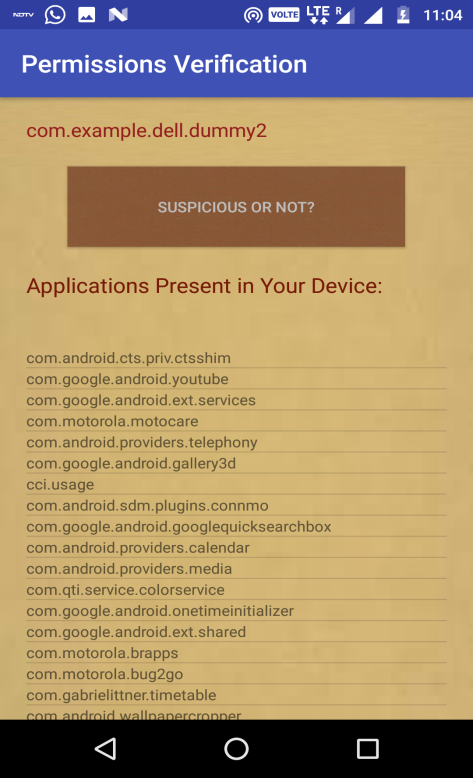 NDTV VOLTE LTE R 11:04
Permissions Verification
com.example.dell.dummy2
SUSPICIOUS OR NOT?
Applications Present in Your Device:
com.android.cts.priv.ctsshim
com.google.android.youtube
com.google.android.ext.services
com.motorola.motocare
com.android.providers.telephony
com.google.android.gallery3d
cci.usage
com.android.sdm.plugins.connmo
com.google.android.googlequicksearchbox
com.android.providers.calendar
com.android.providers.media
com.qti.service.colorservice
com.google.android.onetimeinitializer
com.google.android.ext.shared
com.motorola.brapps
com.motorola.bug2go
com.gabrielittner.timetable
com.android.wallpapercropper